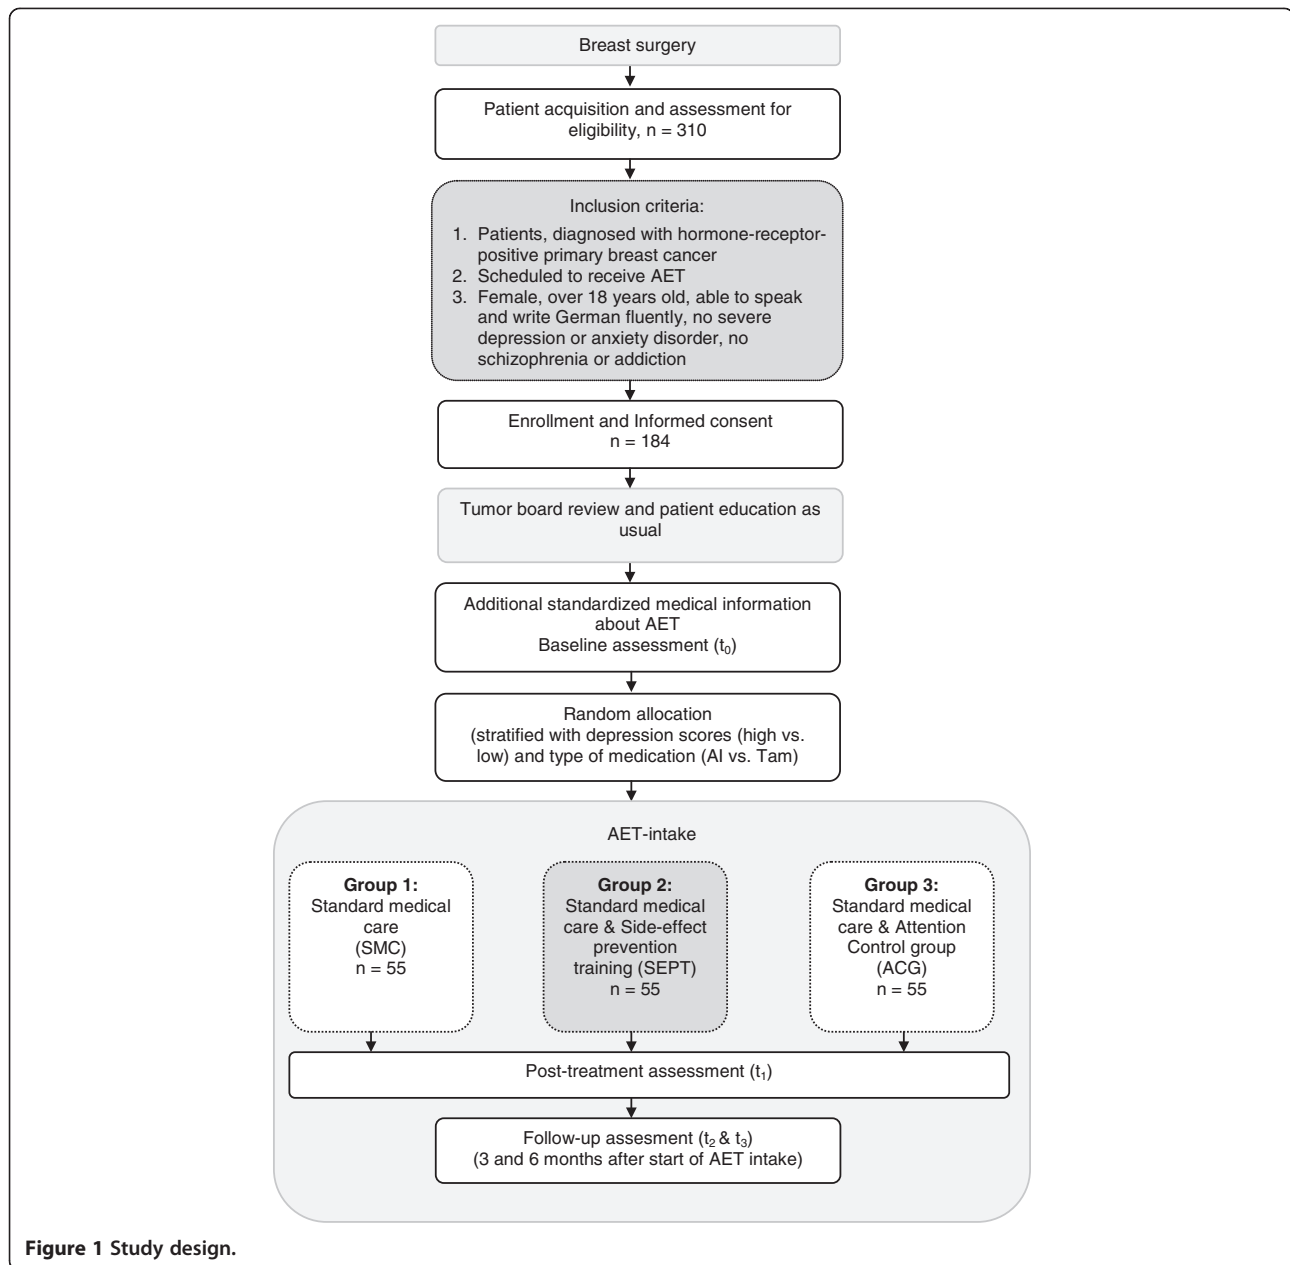 Breast surgery
Patient acquisition and assessment for
eligibility, n = 310
Inclusion criteria:
1. Patients, diagnosed with hormone-receptor-
positive primary breast cancer
2. Scheduled to receive AET
3. Female, over 18 years old, able to speak
and write German fluently, no severe
depression or anxiety disorder, no
schizophrenia or addiction
Enrollment and Informed consent
n = 184
Tumor board review and patient education as
usual
Additional standardized medical information
about AET
Baseline assessment (t0)
Random allocation
(stratified with depression scores (high vs.
low) and type of medication (AI vs. Tam)
AET-intake
Group 1:
Standard medical
care
(SMC)
n = 55
Group 2:
Standard medical
care & Side-effect
prevention
training (SEPT)
n = 55
Group 3:
Standard medical
care & Attention
Control group
(ACG)
n = 55
Post-treatment assessment (t1)
Follow-up assesment (t2 & t3)
(3 and 6 months after start of AET intake)
Figure 1 Study design.